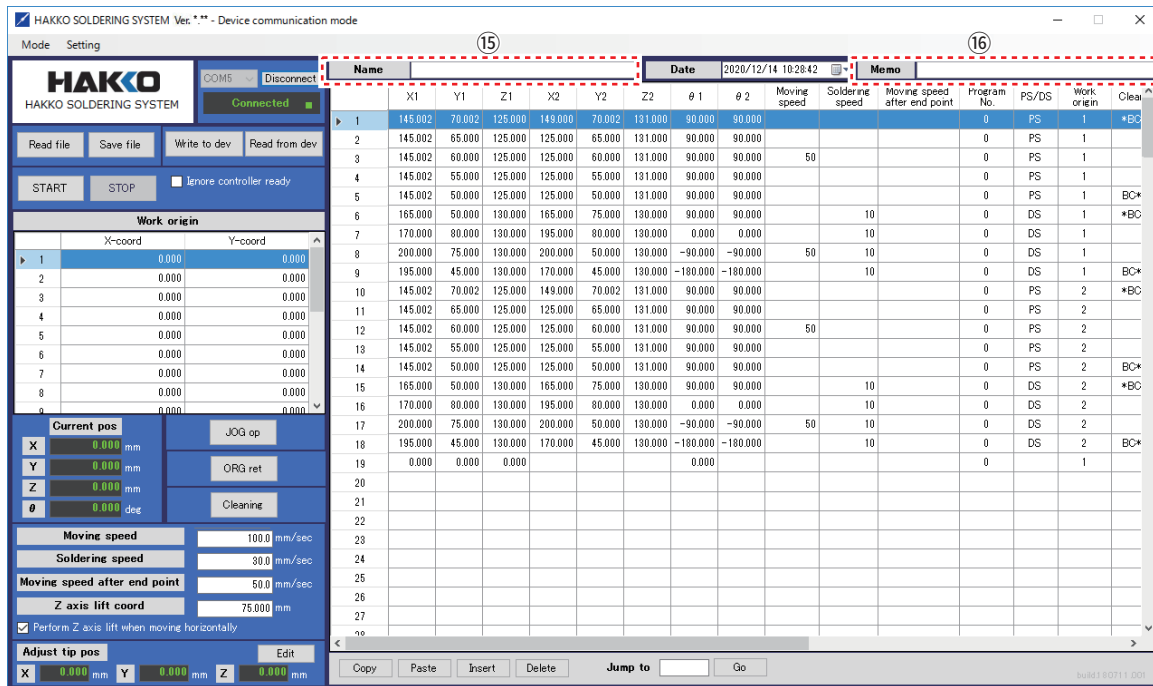 HAKKO SOLDERING SYSTEM Ver. *.** - Device communication mode
Mode Setting
⑮ ⑯
HAKKO
HAKKO SOLDERING SYSTEM
COM5 Disconnect
Connected
Name Date 2020/12/14 10:28:42 Memo
Read file Save file Write to dev Read from dev
START STOP Ignore controller ready
Work origin
X-coord Y-coord
1 0.000 0.000
2 0.000 0.000
3 0.000 0.000
4 0.000 0.000
5 0.000 0.000
6 0.000 0.000
7 0.000 0.000
8 0.000 0.000
9 0.000 0.000
Current pos
X 0.000 mm
Y 0.000 mm
Z 0.000 mm
θ 0.000 deg
JOG op
ORG ret
Cleaning
Moving speed 100.0 mm/sec
Soldering speed 30.0 mm/sec
Moving speed after end point 50.0 mm/sec
Z axis lift coord 75.000 mm
Perform Z axis lift when moving horizontally
Adjust tip pos Edit
X 0.000 mm Y 0.000 mm Z 0.000 mm
X1 Y1 Z1 X2 Y2 Z2 θ 1 θ 2 Moving speed Soldering speed Moving speed after end point Program No. PS/DS Work origin Clear
1 145.002 70.002 125.000 149.000 70.002 131.000 90.000 90.000 0 PS 1 *BC
2 145.002 65.000 125.000 125.000 65.000 131.000 90.000 90.000 0 PS 1
3 145.002 60.000 125.000 125.000 60.000 131.000 90.000 90.000 50 0 PS 1
4 145.002 55.000 125.000 125.000 55.000 131.000 90.000 90.000 0 PS 1
5 145.002 50.000 125.000 125.000 50.000 131.000 90.000 90.000 0 PS 1 BC*
6 165.000 50.000 130.000 165.000 75.000 130.000 90.000 90.000 10 0 DS 1 *BC
7 170.000 80.000 130.000 195.000 80.000 130.000 0.000 0.000 10 0 DS 1
8 200.000 75.000 130.000 200.000 50.000 130.000 -90.000 -90.000 50 10 0 DS 1
9 195.000 45.000 130.000 170.000 45.000 130.000 -180.000 -180.000 10 0 DS 1 BC*
10 145.002 70.002 125.000 149.000 70.002 131.000 90.000 90.000 0 PS 2 *BC
11 145.002 65.000 125.000 125.000 65.000 131.000 90.000 90.000 0 PS 2
12 145.002 60.000 125.000 125.000 60.000 131.000 90.000 90.000 50 0 PS 2
13 145.002 55.000 125.000 125.000 55.000 131.000 90.000 90.000 0 PS 2
14 145.002 50.000 125.000 125.000 50.000 131.000 90.000 90.000 0 PS 2 BC*
15 165.000 50.000 130.000 165.000 75.000 130.000 90.000 90.000 10 0 DS 2 *BC
16 170.000 80.000 130.000 195.000 80.000 130.000 0.000 0.000 10 0 DS 2
17 200.000 75.000 130.000 200.000 50.000 130.000 -90.000 -90.000 50 10 0 DS 2
18 195.000 45.000 130.000 170.000 45.000 130.000 -180.000 -180.000 10 0 DS 2 BC*
19 0.000 0.000 0.000 0.000 0 1
20
21
22
23
24
25
26
27
28
Copy Paste Insert Delete Jump to Go
build:180711.001